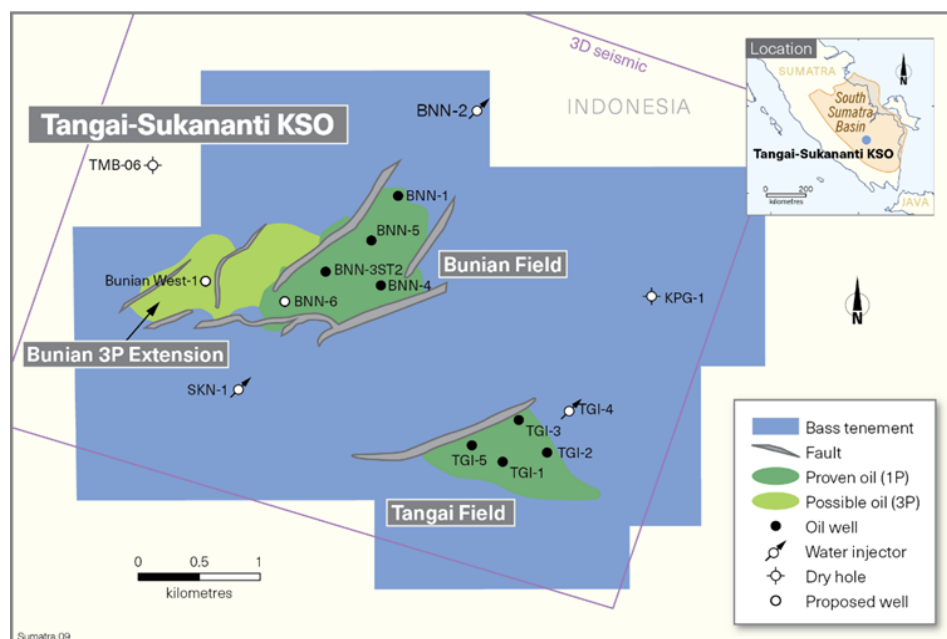 3D seismic
INDONESIA
Location
N
SUMATRA
South
Sumatra
Basin
Tangai-Sukananti KSO
0 200
kilometres
JAVA
Tangai-Sukananti KSO
BNN-2
TMB-06
BNN-1
BNN-5
Bunian Field
BNN-3ST2
BNN-4
Bunian West-1
BNN-6
KPG-1
N
Bunian 3P Extension
SKN-1
TGI-4
TGI-3
TGI-2
TGI-5
TGI-1
Tangai Field
0 0.5 1
kilometres
Bass tenement
Fault
Proven oil (1P)
Possible oil (3P)
Oil well
Water injector
Dry hole
Proposed well
Sumatra 09